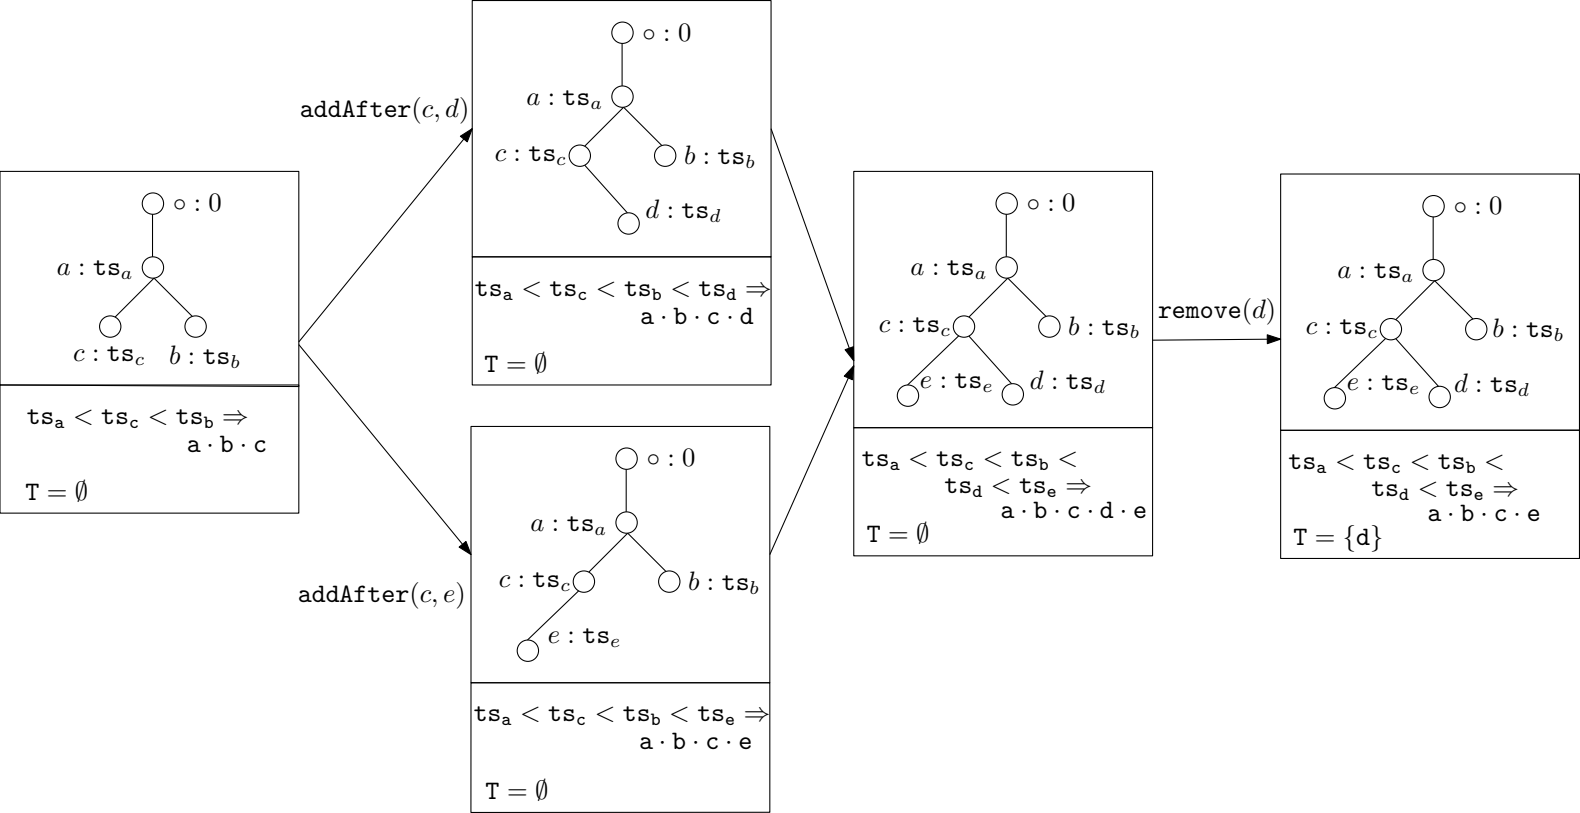 ∘ : 0
a : ts_a
c : ts_c b : ts_b
ts_a < ts_c < ts_b ⇒
a · b · c
T = ∅
addAfter(c, d)
∘ : 0
a : ts_a
c : ts_c b : ts_b
d : ts_d
ts_a < ts_c < ts_b < ts_d ⇒
a · b · c · d
T = ∅
addAfter(c, e)
∘ : 0
a : ts_a
c : ts_c b : ts_b
e : ts_e
ts_a < ts_c < ts_b < ts_e ⇒
a · b · c · e
T = ∅
∘ : 0
a : ts_a
c : ts_c b : ts_b
e : ts_e d : ts_d
ts_a < ts_c < ts_b <
ts_d < ts_e ⇒
a · b · c · d · e
T = ∅
remove(d)
∘ : 0
a : ts_a
c : ts_c b : ts_b
e : ts_e d : ts_d
ts_a < ts_c < ts_b <
ts_d < ts_e ⇒
a · b · c · e
T = {d}